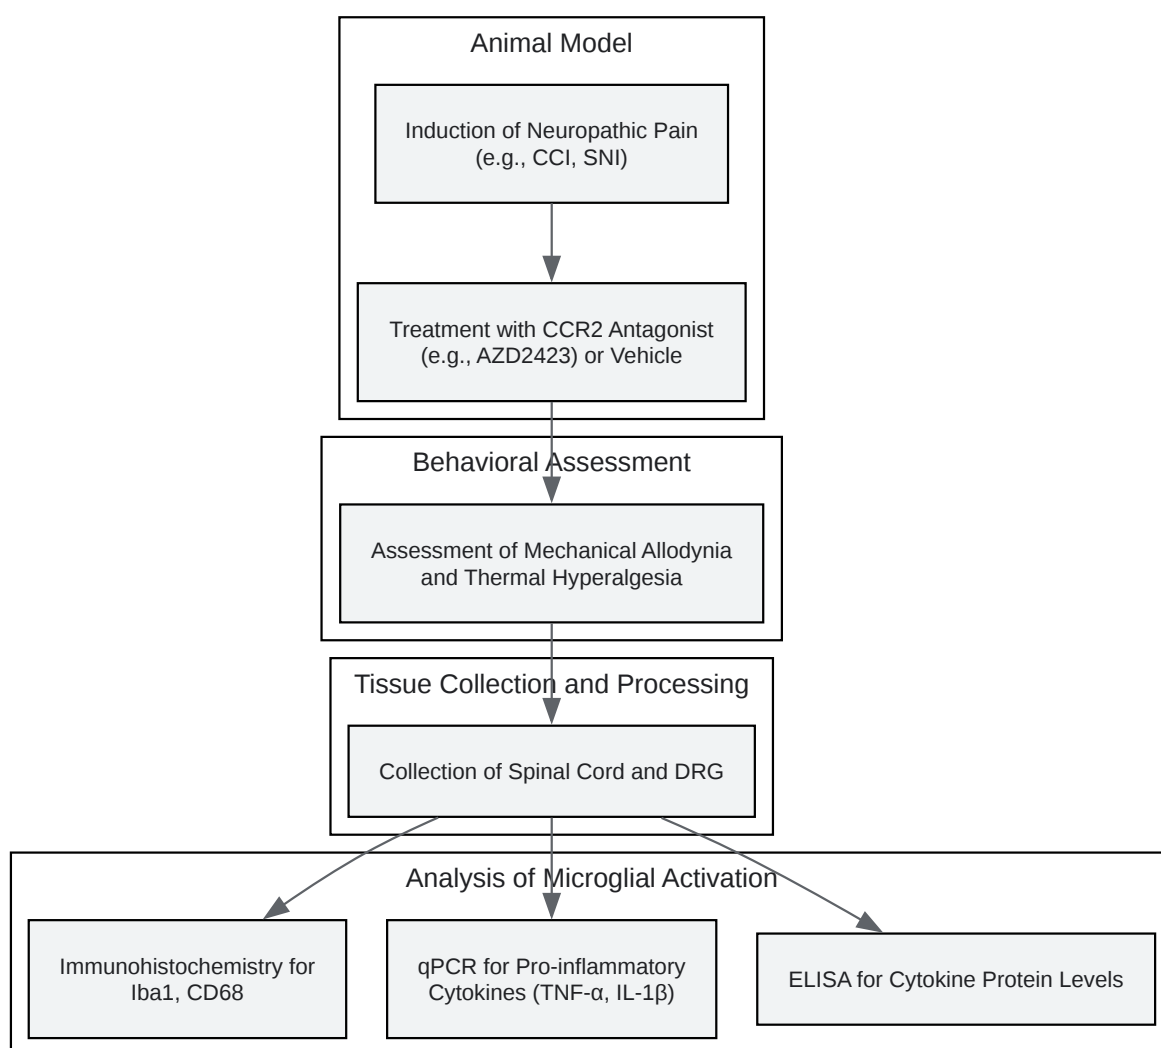 Animal Model
Induction of Neuropathic Pain
(e.g., CCI, SNI)
Treatment with CCR2 Antagonist
(e.g., AZD2423) or Vehicle
Behavioral Assessment
Assessment of Mechanical Allodynia
and Thermal Hyperalgesia
Tissue Collection and Processing
Collection of Spinal Cord and DRG
Analysis of Microglial Activation
Immunohistochemistry for
Iba1, CD68
qPCR for Pro-inflammatory
Cytokines (TNF-α, IL-1β)
ELISA for Cytokine Protein Levels